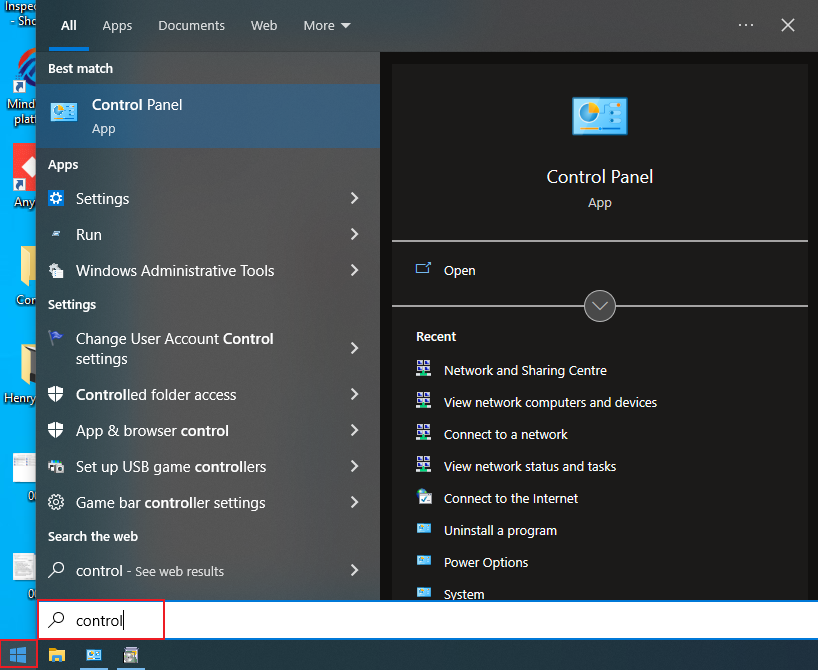 Inspec
- Sho
Mind
plat
Any
Con
Henry
00
00
All
Apps
Documents
Web
More
Best match
Control Panel
App
Apps
Settings
Run
Windows Administrative Tools
Settings
Change User Account Control
settings
Controlled folder access
App & browser control
Set up USB game controllers
Game bar controller settings
Search the web
control - See web results
control
Control Panel
App
Open
Recent
Network and Sharing Centre
View network computers and devices
Connect to a network
View network status and tasks
Connect to the Internet
Uninstall a program
Power Options
System